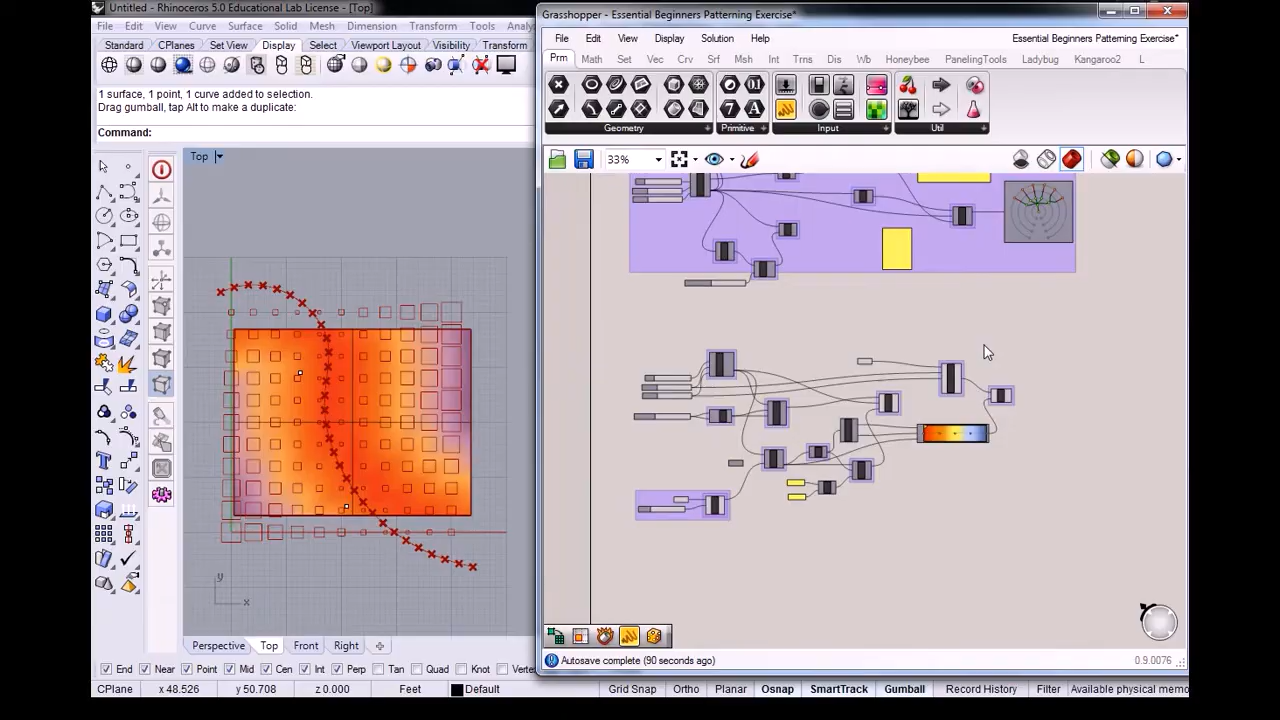 Untitled - Rhinoceros 5.0 Educational Lab License - [Top]
File Edit View Curve Surface Solid Mesh Dimension Transform Tools
Standard CPlanes Set View Display Select Viewport Layout Visibility Transform
1 surface, 1 point, 1 curve added to selection.
Drag gumball, tap Alt to make a duplicate:
Command:
Top
y
x
Perspective Top Front Right
End Near Point Mid Cen Int Perp Tan Quad Knot
CPlane x 48.526 y 50.708 z 0.000 Feet Default Grid Snap Ortho Planar Osnap SmartTrack Gumball Record History Filter Available physical
Grasshopper - Essential Beginners Patterning Exercise*
File Edit View Display Solution Help Essential Beginners Patterning Exercise*
Prm Math Set Vec Crv Srf Msh Int Trns Dis Wb Honeybee PanelingTools Ladybug Kangaroo2 L
Geometry Primitive Input Util
33%
Autosave complete (90 seconds ago) 0.9.0076